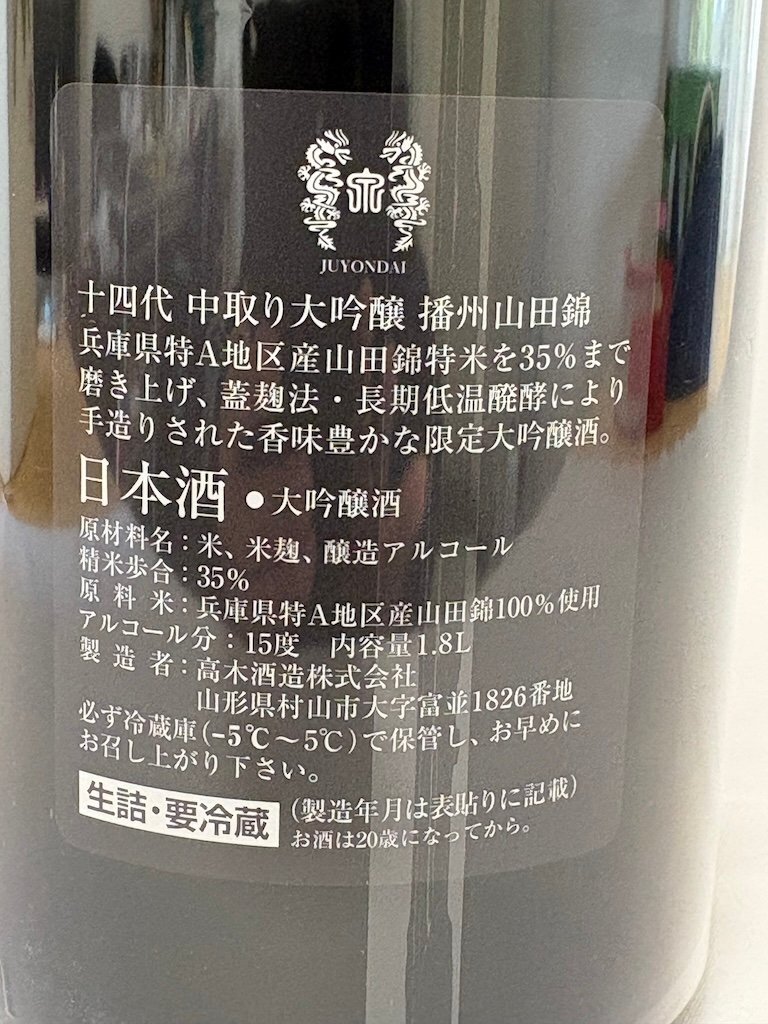 JUYONDAI
十四代 中取り大吟醸 播州山田錦
兵庫県特A地区産山田錦特米を35%まで
磨き上げ、蓋麹法・長期低温醗酵により
手造りされた香味豊かな限定大吟醸酒。
日本酒 ●大吟醸酒
原材料名：米、米麹、醸造アルコール
精米歩合：35%
原料米：兵庫県特A地区産山田錦100%使用
アルコール分：15度 内容量1.8L
製造者：高木酒造株式会社
山形県村山市大字富並1826番地
必ず冷蔵庫(-5℃～5℃)で保管し、お早めに
お召し上がり下さい。
生詰・要冷蔵 (製造年月は表貼りに記載)
お酒は20歳になってから。